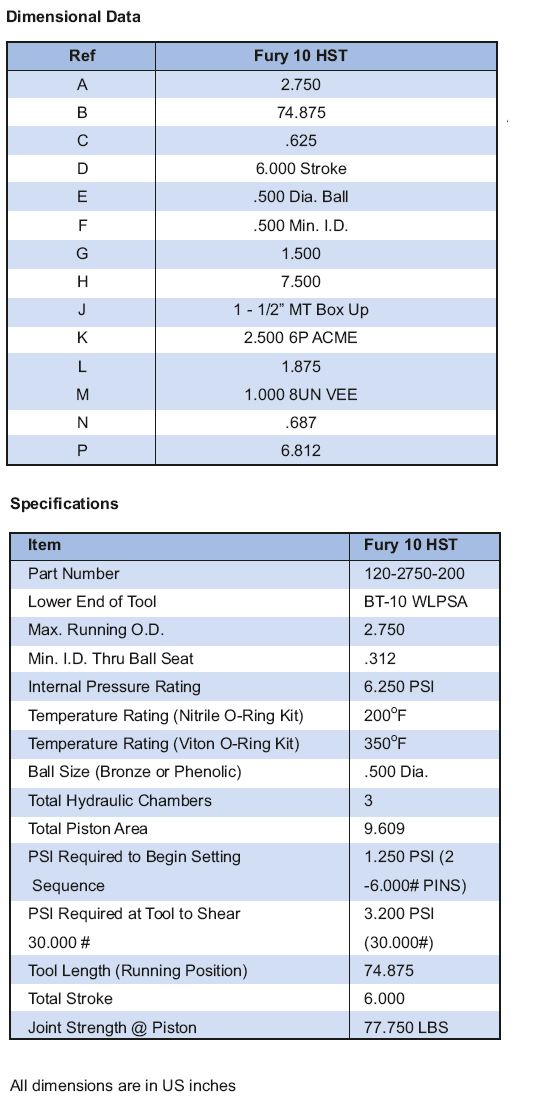 Dimensional Data
Ref Fury 10 HST
A 2.750
B 74.875
C .625
D 6.000 Stroke
E .500 Dia. Ball
F .500 Min. I.D.
G 1.500
H 7.500
J 1 - 1/2” MT Box Up
K 2.500 6P ACME
L 1.875
M 1.000 8UN VEE
N .687
P 6.812
Specifications
Item Fury 10 HST
Part Number 120-2750-200
Lower End of Tool BT-10 WLPSA
Max. Running O.D. 2.750
Min. I.D. Thru Ball Seat .312
Internal Pressure Rating 6.250 PSI
Temperature Rating (Nitrile O-Ring Kit) 200°F
Temperature Rating (Viton O-Ring Kit) 350°F
Ball Size (Bronze or Phenolic) .500 Dia.
Total Hydraulic Chambers 3
Total Piston Area 9.609
PSI Required to Begin Setting 1.250 PSI (2
Sequence -6.000# PINS)
PSI Required at Tool to Shear 3.200 PSI
30.000 # (30.000#)
Tool Length (Running Position) 74.875
Total Stroke 6.000
Joint Strength @ Piston 77.750 LBS
All dimensions are in US inches